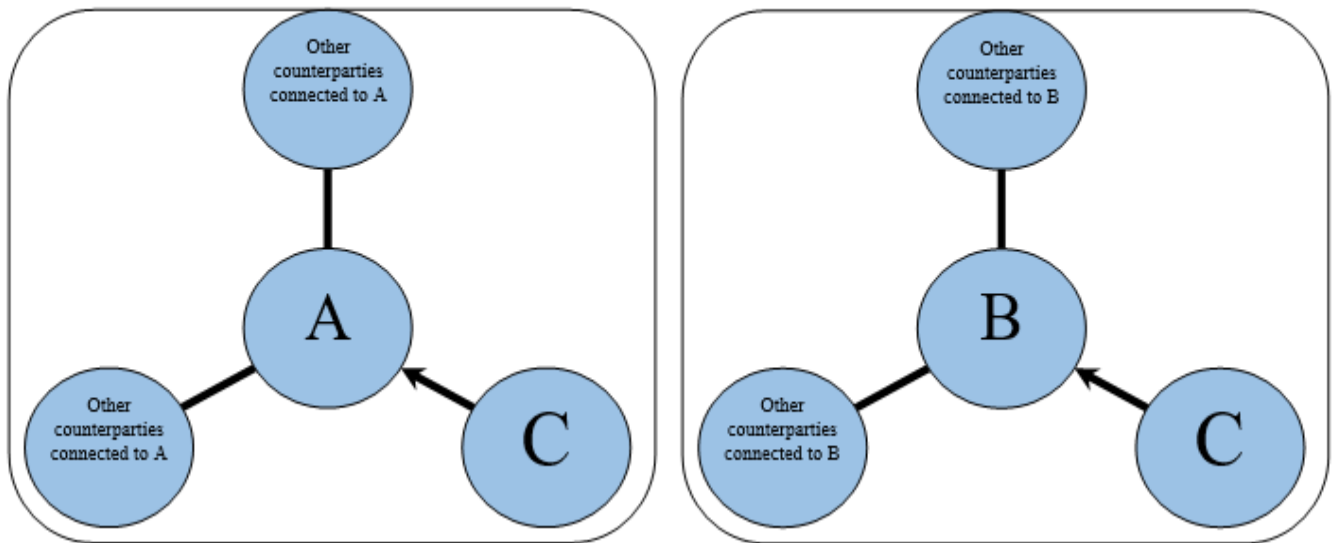 Other
counterparties
connected to A
A
Other
counterparties
connected to A
C
Other
counterparties
connected to B
B
Other
counterparties
connected to B
C